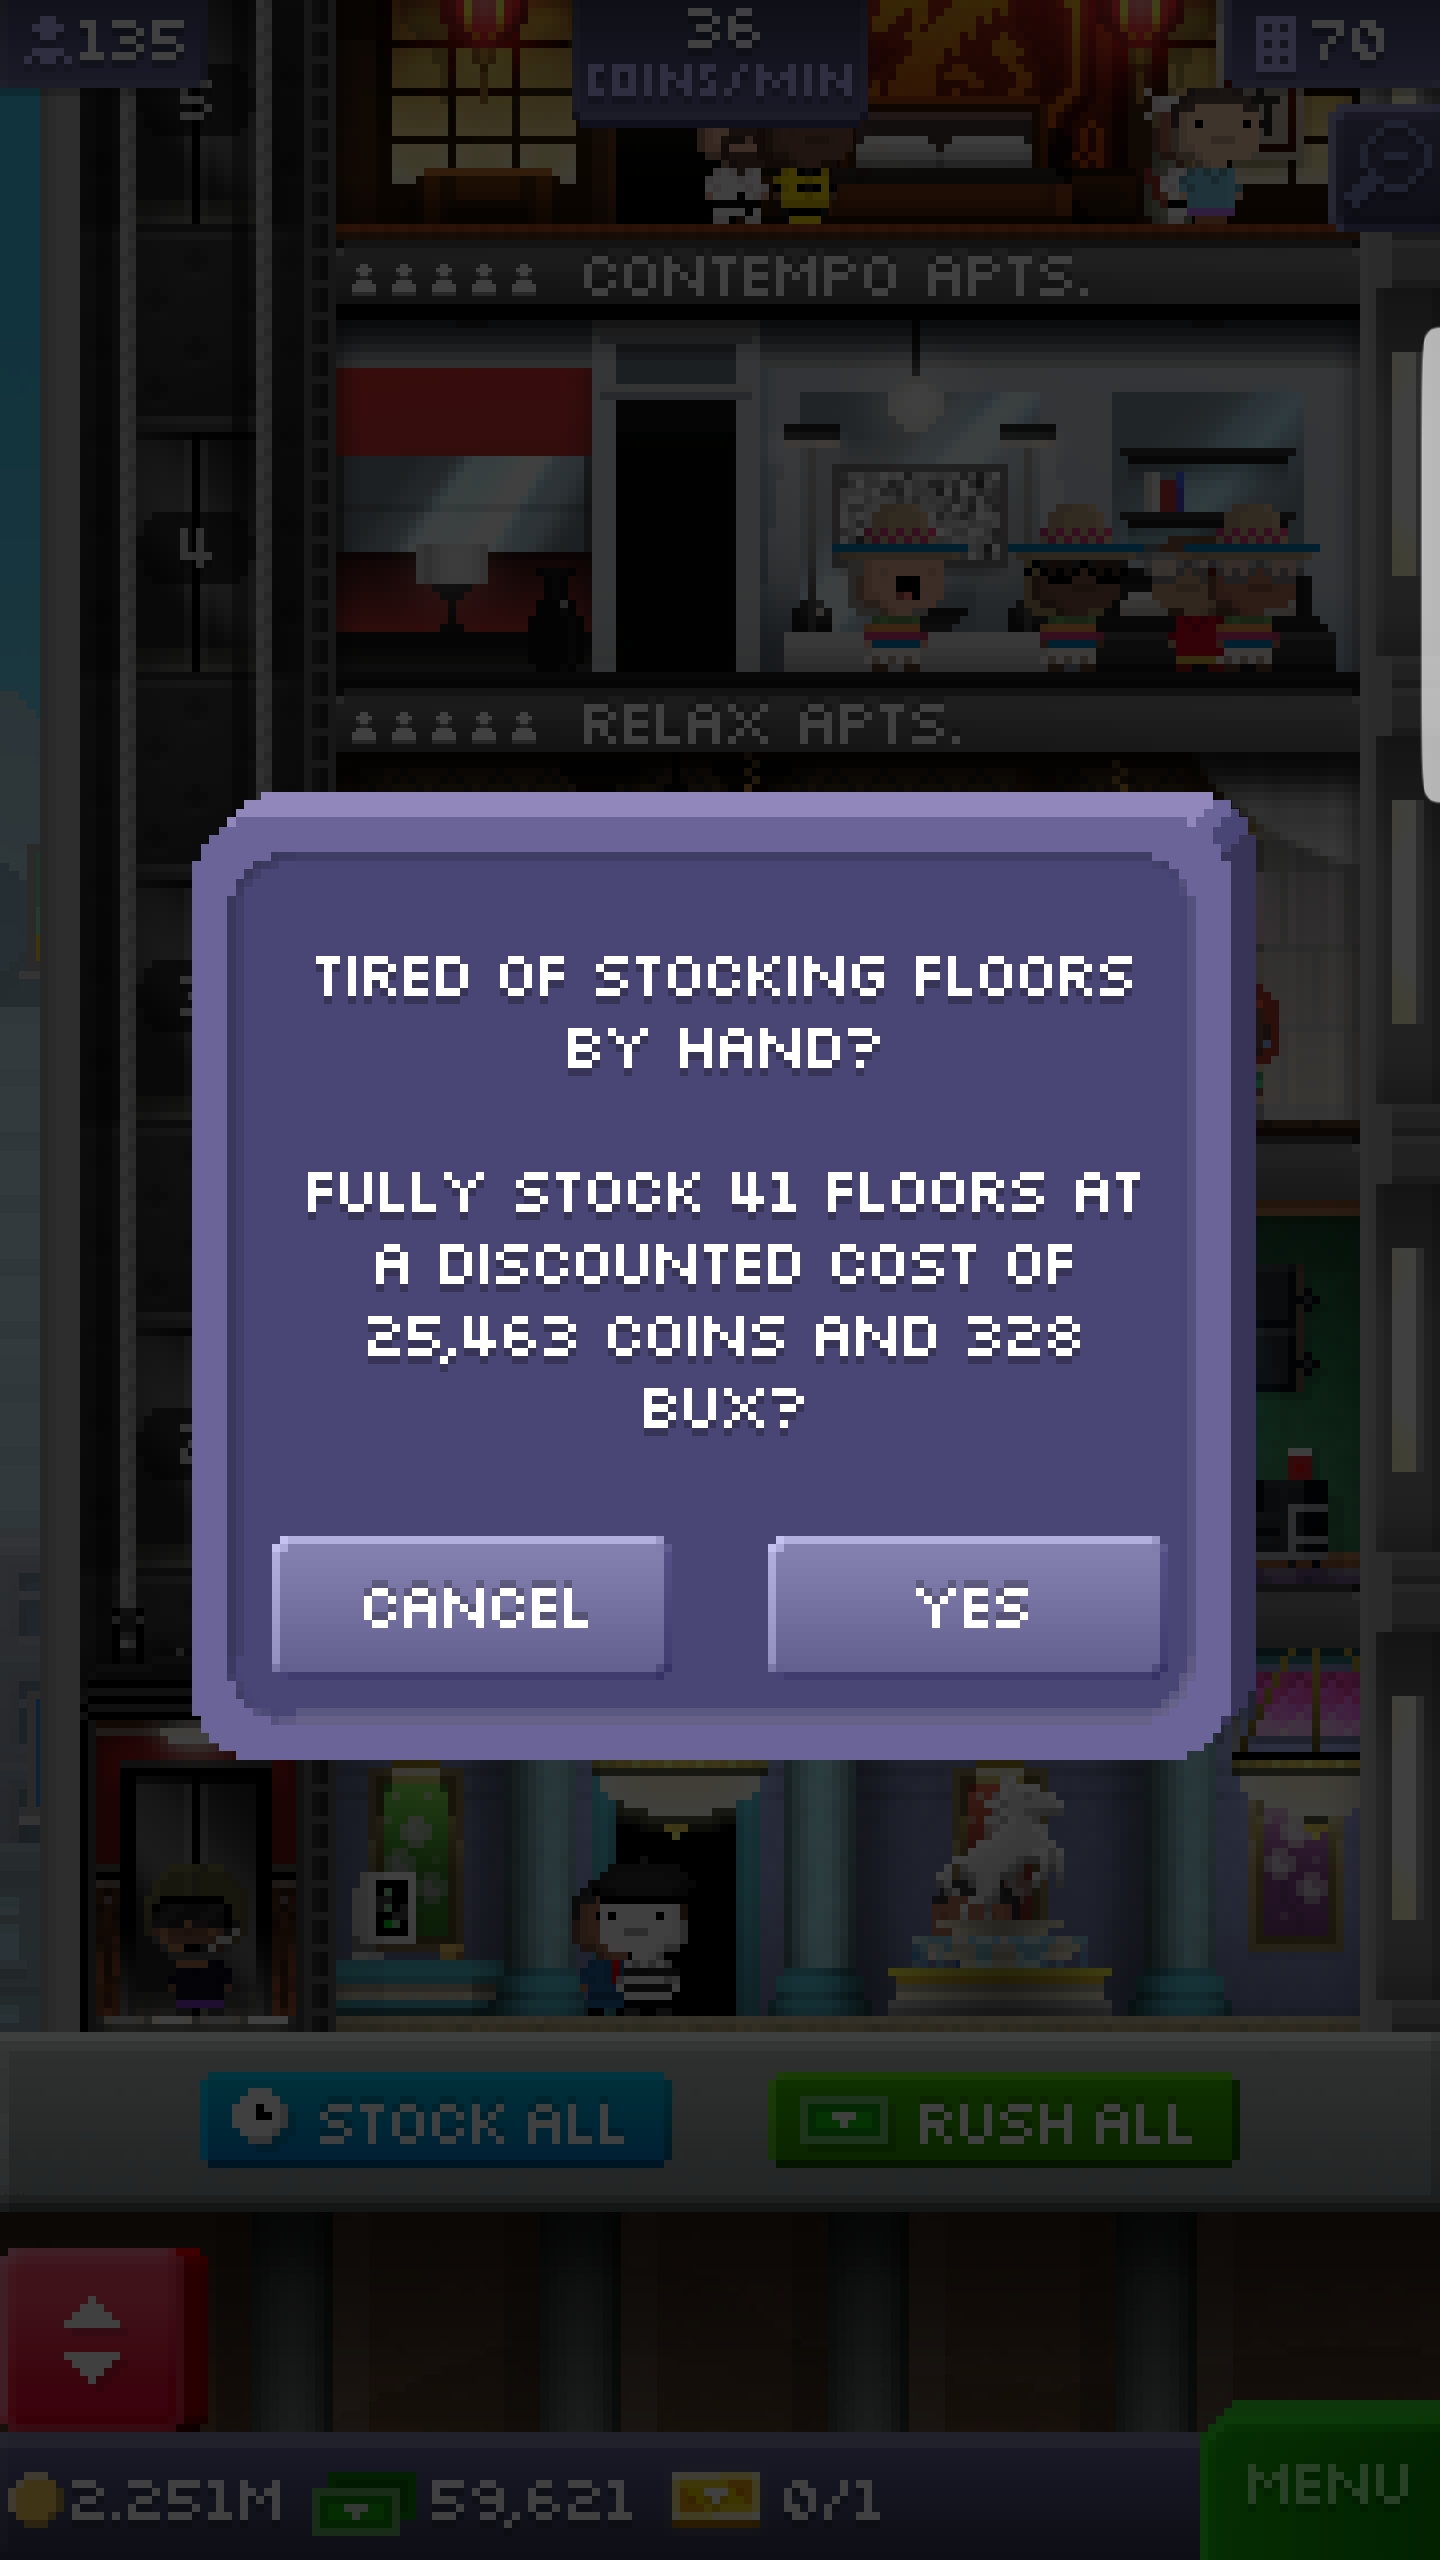 135
36
COINS/MIN
70
5
CONTEMPO APTS.
4
RELAX APTS.
TIRED OF STOCKING FLOORS
BY HAND?
FULLY STOCK 41 FLOORS AT
A DISCOUNTED COST OF
25,463 COINS AND 328
BUX?
CANCEL
YES
STOCK ALL
RUSH ALL
2.251M
59,621
0/1
MENU